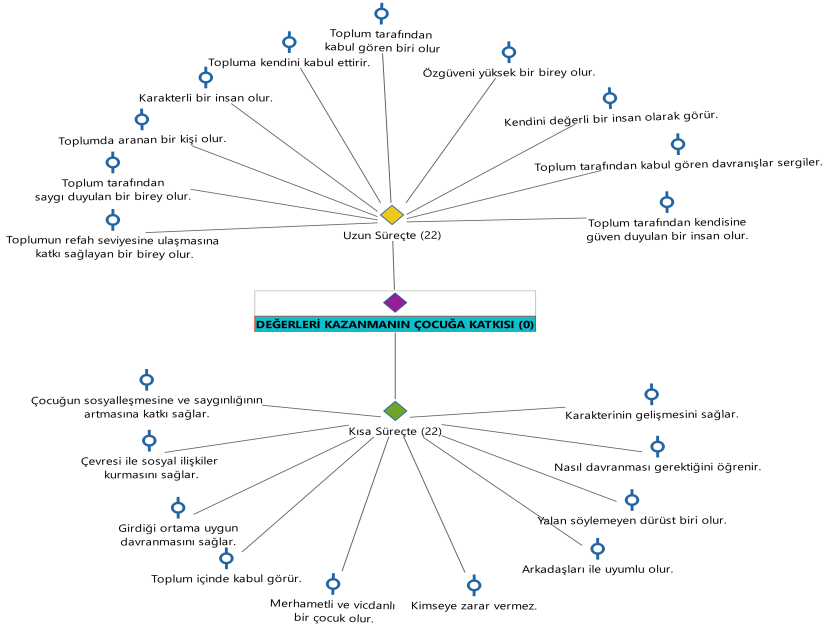 Toplum tarafından
kabul gören biri olur
Topluma kendini kabul ettirir.
Özgüveni yüksek bir birey olur.
Karakterli bir insan olur.
Kendini değerli bir insan olarak görür.
Toplumda aranan bir kişi olur.
Toplum tarafından kabul gören davranışlar sergiler.
Toplum tarafından
saygı duyulan bir birey olur.
Toplum tarafından kendisine
güven duyulan bir insan olur.
Toplumun refah seviyesine ulaşmasına
katkı sağlayan bir birey olur.
Uzun Süreçte (22)
DEĞERLERİ KAZANMANIN ÇOCUĞA KATKISI (0)
Kısa Süreçte (22)
Çocuğun sosyalleşmesine ve saygınlığının
artmasına katkı sağlar.
Karakterinin gelişmesini sağlar.
Çevresi ile sosyal ilişkiler
kurmasını sağlar.
Nasıl davranması gerektiğini öğrenir.
Girdiği ortama uygun
davranmasını sağlar.
Yalan söylemeyen dürüst biri olur.
Toplum içinde kabul görür.
Arkadaşları ile uyumlu olur.
Merhametli ve vicdanlı
bir çocuk olur.
Kimseye zarar vermez.